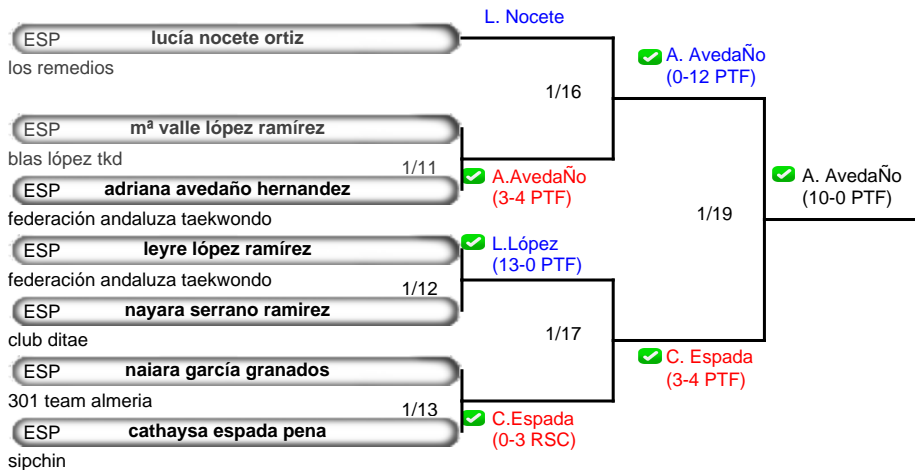 L. Nocete
ESP lucía nocete ortiz
los remedios
A. AvedaÑo
(0-12 PTF)
1/16
ESP mª valle lópez ramírez
blas lópez tkd
1/11
A.AvedaÑo
(3-4 PTF)
ESP adriana avedaño hernandez
federación andaluza taekwondo
A. AvedaÑo
(10-0 PTF)
1/19
ESP leyre lópez ramírez
federación andaluza taekwondo
L.López
(13-0 PTF)
1/12
ESP nayara serrano ramirez
club ditae
1/17
ESP naiara garcía granados
301 team almeria
C. Espada
(3-4 PTF)
1/13
C.Espada
(0-3 RSC)
ESP cathaysa espada pena
sipchin